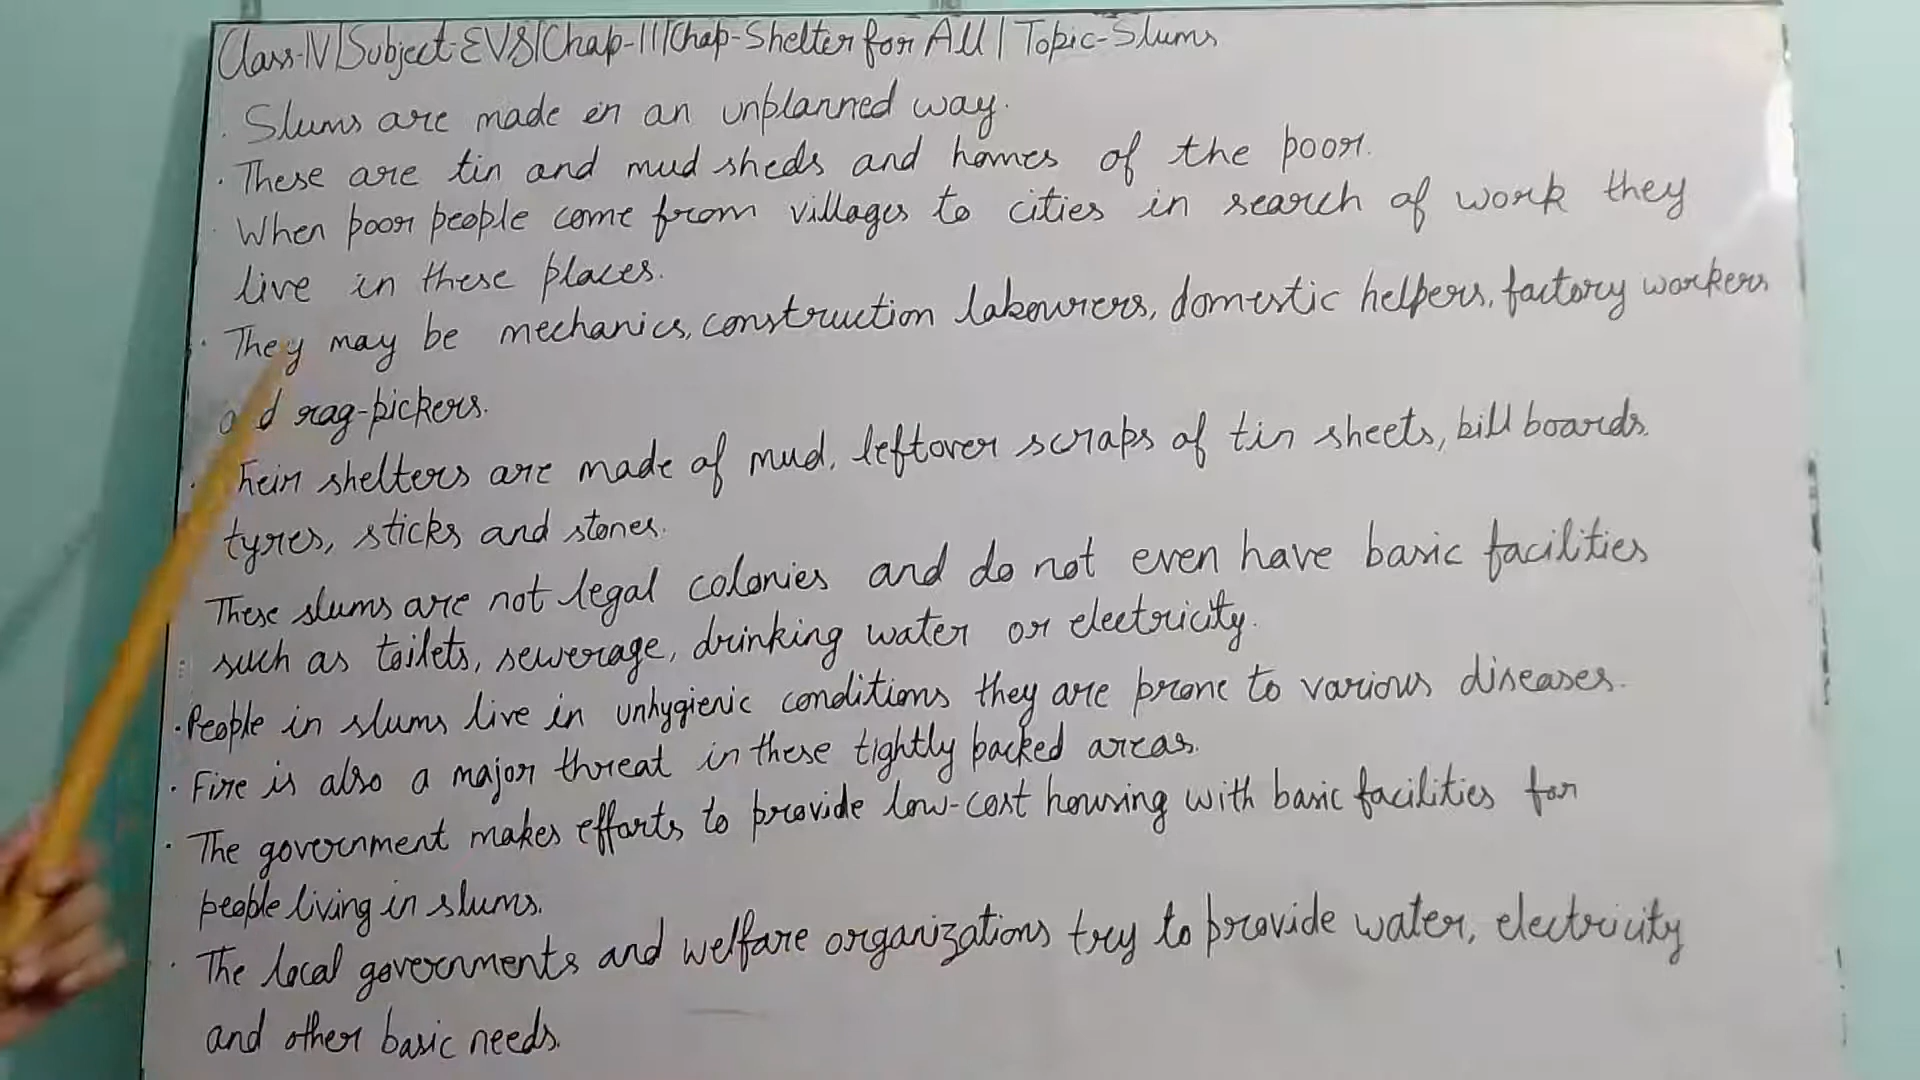 Class-IV|Subject-EVS|Chap-11|Chap-Shelter for All|Topic-Slums
. Slums are made in an unplanned way.
. These are tin and mud sheds and homes of the poor.
. When poor people come from villages to cities in search of work they
live in these places.
. They may be mechanics, construction labourers, domestic helpers, factory workers
and rag-pickers.
. Their shelters are made of mud, leftover scraps of tin sheets, bill boards,
tyres, sticks and stones.
These slums are not legal colonies and do not even have basic facilities
such as toilets, sewerage, drinking water or electricity.
. People in slums live in unhygienic conditions they are prone to various diseases.
. Fire is also a major threat in these tightly packed areas.
. The government makes efforts to provide low-cost housing with basic facilities for
people living in slums.
. The local governments and welfare organizations try to provide water, electricity
and other basic needs.